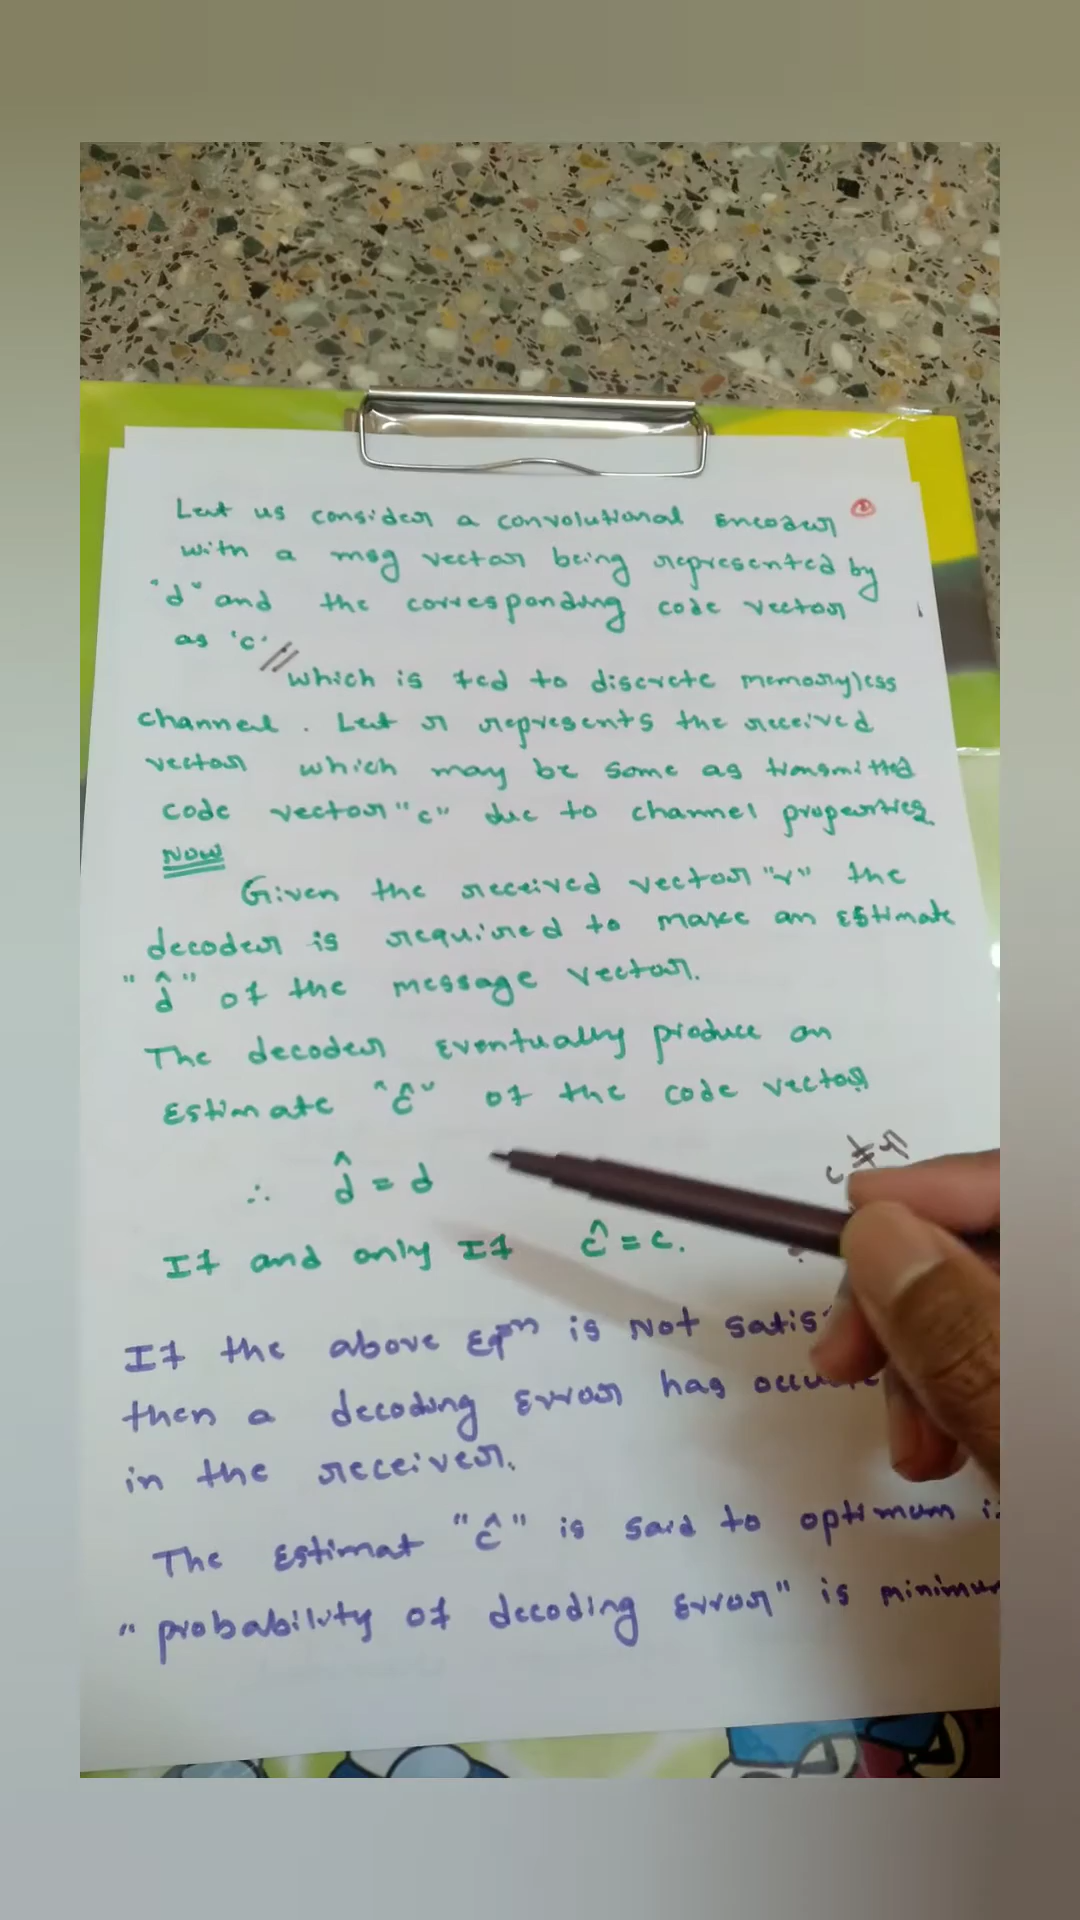 2
Let us consider a convolutional Encoder
with a msg vector being represented by
"d" and the corresponding code vector
as 'c'
which is fed to discrete memoryless
channel. Let r represents the received
vector which may be some as transmitted
code vector "c" due to channel properties
NOW
Given the received vector "r" the
decoder is required to make an Estimate
"d̂" of the message vector.
The decoder Eventually produce an
Estimate "ĉ" of the code vector
∴ d̂ = d
c ≠ r
If and only If ĉ = c.
If the above Eqn is Not satis
then a decoding Error has
in the receiver.
The Estimat "ĉ" is said to optimum
"probability of decoding Error" is minimum